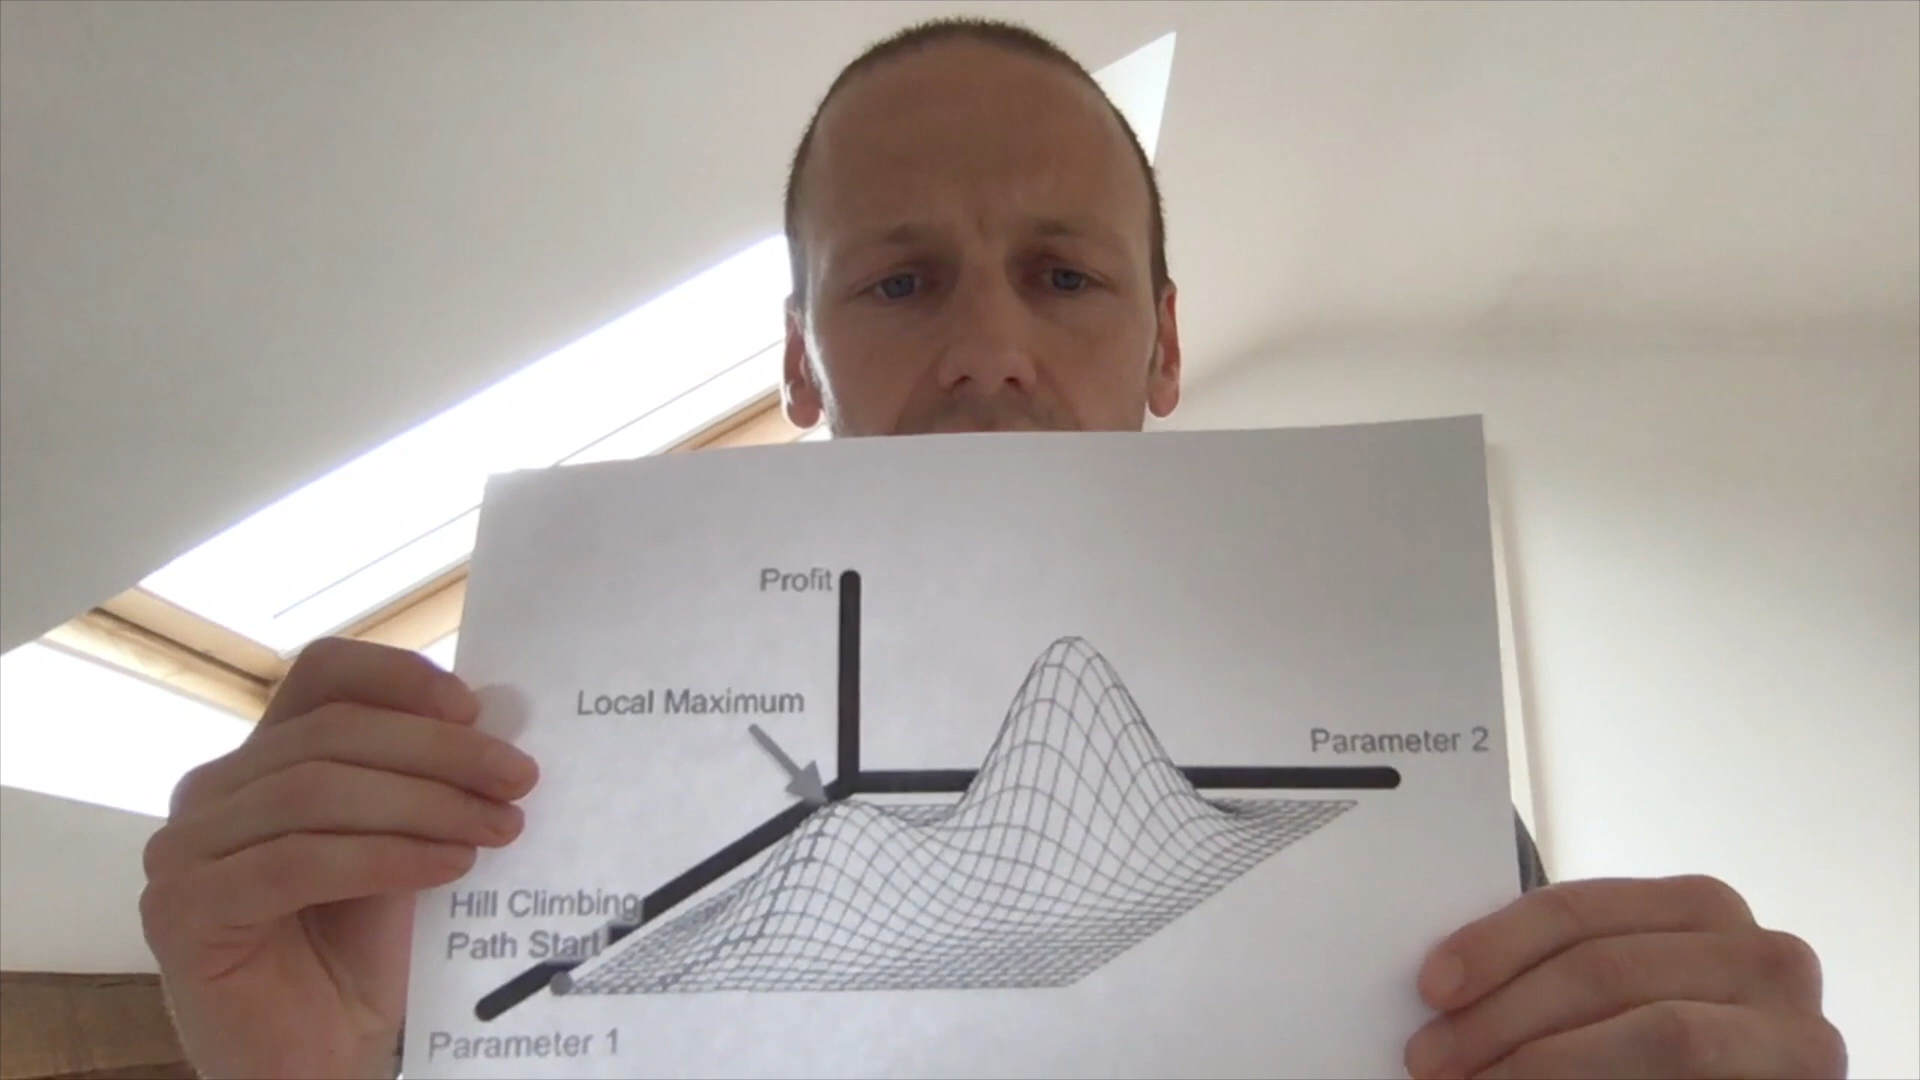 Profit
Local Maximum
Parameter 2
Hill Climbing
Path Start
Parameter 1